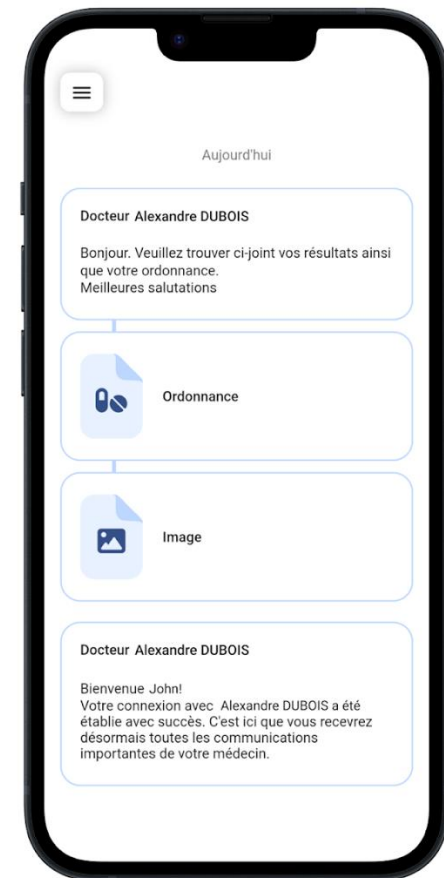 Aujourd'hui
Docteur Alexandre DUBOIS
Bonjour. Veuillez trouver ci-joint vos résultats ainsi
que votre ordonnance.
Meilleures salutations
Ordonnance
Image
Docteur Alexandre DUBOIS
Bienvenue John!
Votre connexion avec Alexandre DUBOIS a été
établie avec succès. C'est ici que vous recevrez
désormais toutes les communications
importantes de votre médecin.